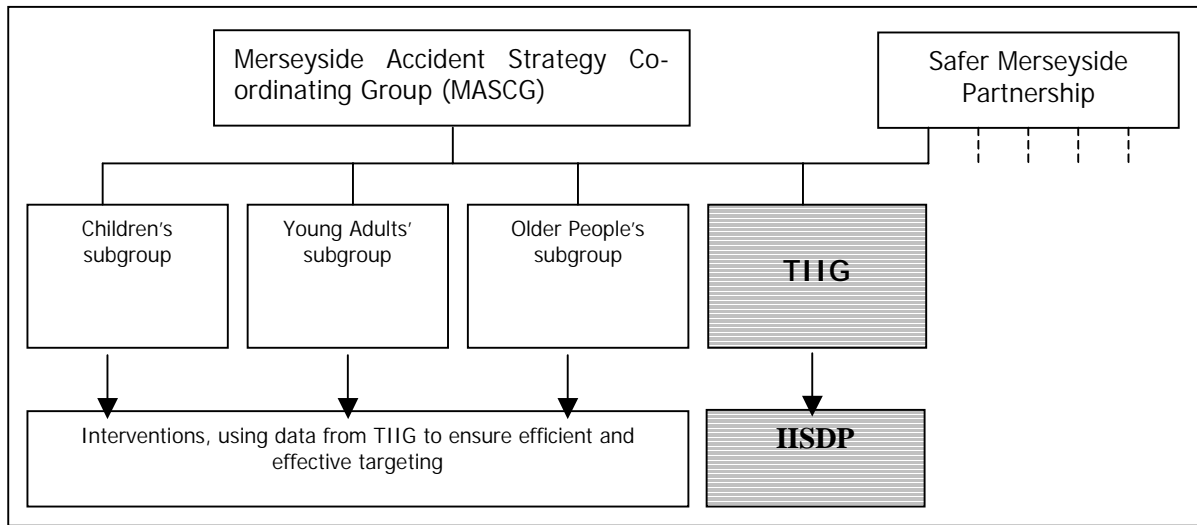 Merseyside Accident Strategy Co-
ordinating Group (MASCG)
Safer Merseyside
Partnership
Children's
subgroup
Young Adults'
subgroup
Older People's
subgroup
TIIG
Interventions, using data from TIIG to ensure efficient and
effective targeting
IISDP